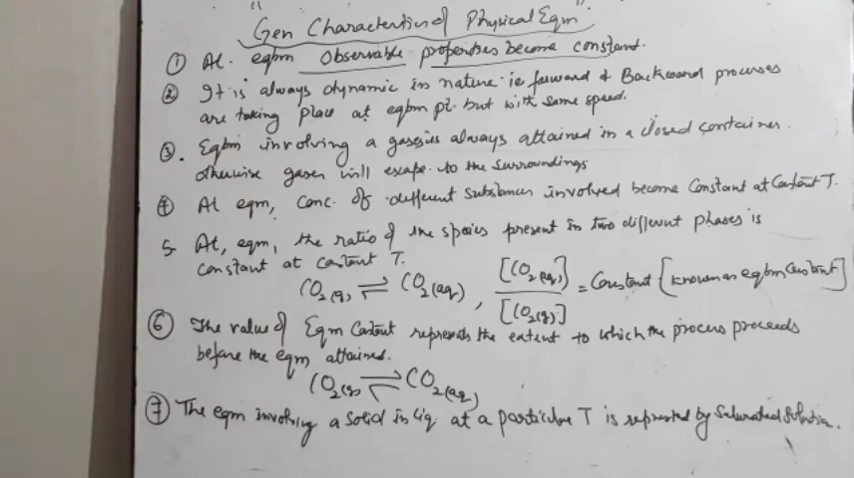 "Gen Characteristics of Physical Eqm"
① At. eqbm observable properties become constant.
② It is always dynamic in nature ie forward & Backward processes
are taking place at eqbm pt. but with same speed.
③. Eqbm involving a gases is always attained in a closed container.
otherwise gases will escape to the surroundings
④ At eqm, Conc. of different substances involved become Constant at Constant T.
5. At, eqm, the ratio of the species present in two different phases is
constant at constant T.
CO₂(g) ⇌ CO₂(aq), [CO₂(aq)] / [CO₂(g)] = Constant [known as eqbm Constant]
⑥ The value of Eqm Constant represents the extent to which the process proceeds
before the eqm attained.
CO₂(g) ⇌ CO₂(aq)
⑦ The eqm involving a solid in liq at a particular T is represented by Saturated Solution.